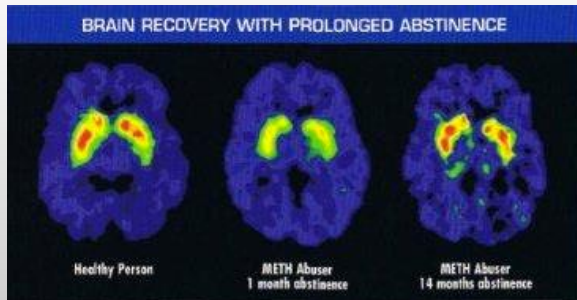 BRAIN RECOVERY WITH PROLONGED ABSTINENCE
Healthy Person
METH Abuser
1 month abstinence
METH Abuser
14 months abstinence